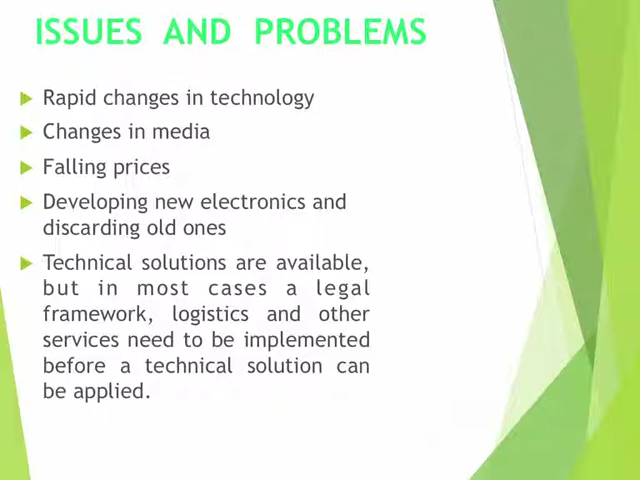 ISSUES AND PROBLEMS
Rapid changes in technology
Changes in media
Falling prices
Developing new electronics and
discarding old ones
Technical solutions are available,
but in most cases a legal
framework, logistics and other
services need to be implemented
before a technical solution can
be applied.